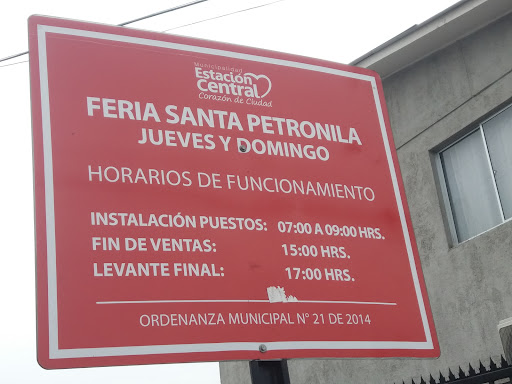 Municipalidad
Estación
Central
Corazón de Ciudad
FERIA SANTA PETRONILA
JUEVES Y DOMINGO
HORARIOS DE FUNCIONAMIENTO
INSTALACIÓN PUESTOS: 07:00 A 09:00 HRS.
FIN DE VENTAS: 15:00 HRS.
LEVANTE FINAL: 17:00 HRS.
ORDENANZA MUNICIPAL N° 21 DE 2014